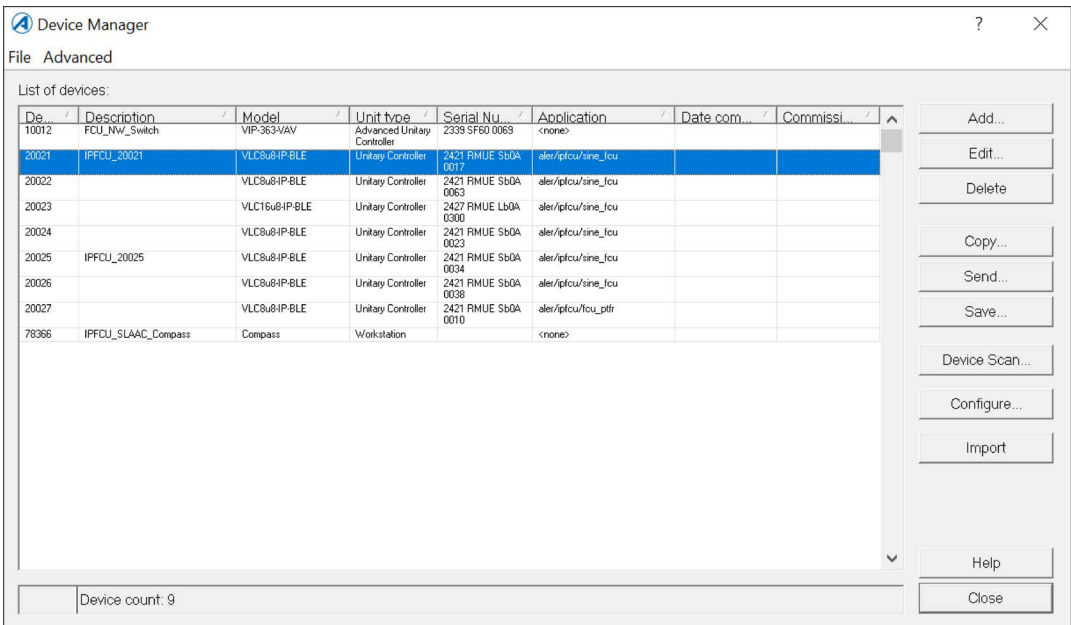 Device Manager
? X
File Advanced
List of devices:
De... Description Model Unit type Serial Nu... Application Date com... Commissi...
10012 FCU_NW_Switch VIP-363-VAV Advanced Unitary Controller 2339 SF60 0069 <none>
20021 IPFCU_20021 VLC8u8-IP-BLE Unitary Controller 2421 RMUE Sb0A 0017 aler/ipfcu/sine_fcu
20022 VLC8u8-IP-BLE Unitary Controller 2421 RMUE Sb0A 0063 aler/ipfcu/sine_fcu
20023 VLC16u8-IP-BLE Unitary Controller 2427 RMUE Lb0A 0300 aler/ipfcu/sine_fcu
20024 VLC8u8-IP-BLE Unitary Controller 2421 RMUE Sb0A 0023 aler/ipfcu/sine_fcu
20025 IPFCU_20025 VLC8u8-IP-BLE Unitary Controller 2421 RMUE Sb0A 0034 aler/ipfcu/sine_fcu
20026 VLC8u8-IP-BLE Unitary Controller 2421 RMUE Sb0A 0038 aler/ipfcu/sine_fcu
20027 VLC8u8-IP-BLE Unitary Controller 2421 RMUE Sb0A 0010 aler/ipfcu/fcu_ptfr
78366 IPFCU_SLAAC_Compass Compass Workstation <none>
Add...
Edit...
Delete
Copy...
Send...
Save...
Device Scan...
Configure...
Import
Help
Close
Device count: 9